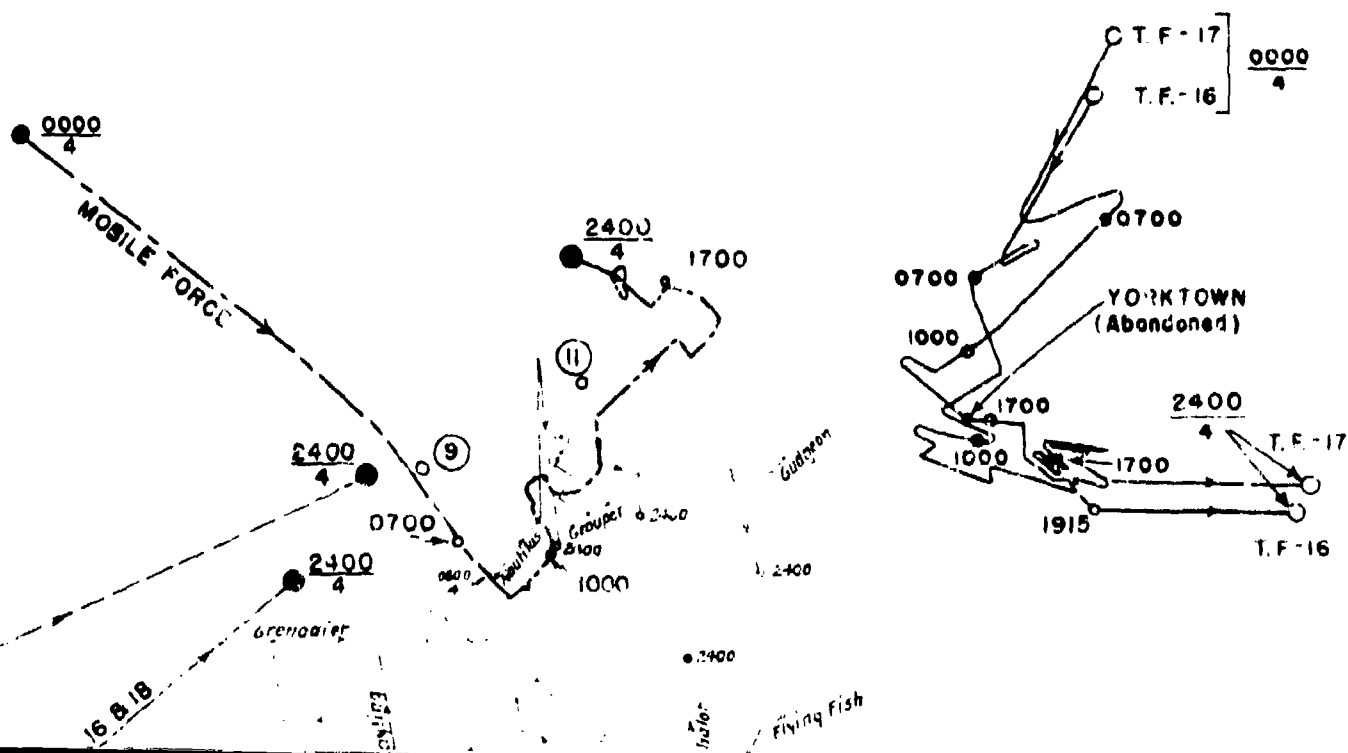 T. F - 17
T. F. - 16
0000
4
0000
4
MOBILE FORCE
2400
4
1700
0700
0700
YORKTOWN
(Abandoned)
1000
11
1700
2400
4
T. F. - 17
1000
1700
9
2400
4
0700
Gudgeon
Nautilus
Grouper
2400
1915
T. F - 16
2400
4
1000
2400
Grenadier
2400
16 & 18
Flying Fish